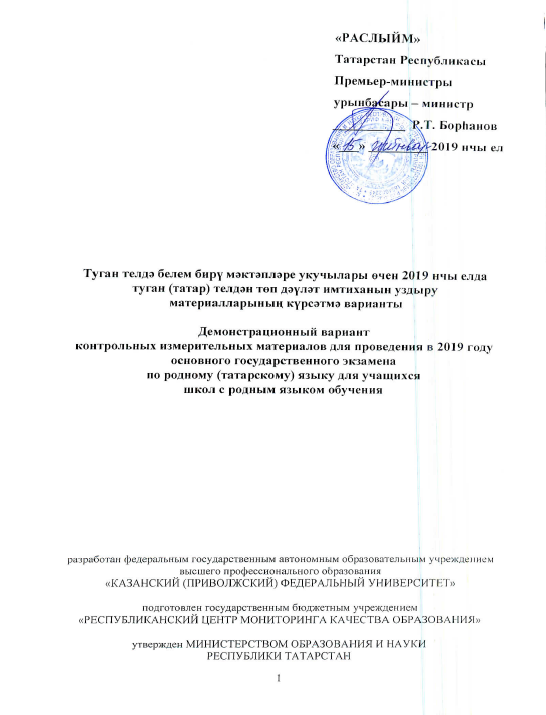 «РАСЛЫЙМ»
Татарстан Республикасы
Премьер-министры
урынбасары – министр
Р.Т. Борһанов
« 15 » гыйнвар 2019 нчы ел
Туган телдә белем бирү мәктәпләре укучылары өчен 2019 нчы елда
туган (татар) телдән төп дәүләт имтиханын уздыру
материалларының күрсәтмә варианты
Демонстрационный вариант
контрольных измерительных материалов для проведения в 2019 году
основного государственного экзамена
по родному (татарскому) языку для учащихся
школ с родным языком обучения
разработан федеральным государственным автономным образовательным учреждением
высшего профессионального образования
«КАЗАНСКИЙ (ПРИВОЛЖСКИЙ) ФЕДЕРАЛЬНЫЙ УНИВЕРСИТЕТ»
подготовлен государственным бюджетным учреждением
«РЕСПУБЛИКАНСКИЙ ЦЕНТР МОНИТОРИНГА КАЧЕСТВА ОБРАЗОВАНИЯ»
утвержден МИНИСТЕРСТВОМ ОБРАЗОВАНИЯ И НАУКИ
РЕСПУБЛИКИ ТАТАРСТАН
1